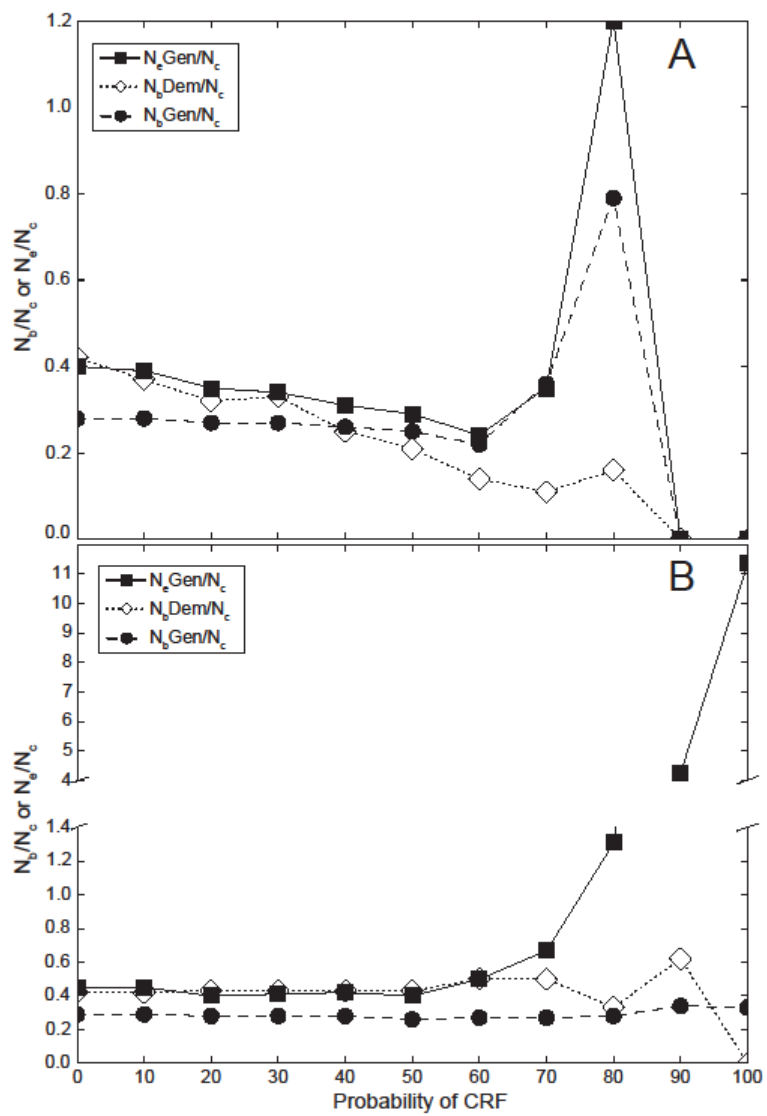 1.2
1.0
0.8
0.6
0.4
0.2
0.0
N_b/N_c or N_e/N_c
N_eGen/N_c
N_bDem/N_c
N_bGen/N_c
A
11
10
9
8
7
6
5
4
1.4
1.2
1.0
0.8
0.6
0.4
0.2
0.0
N_b/N_c or N_e/N_c
N_eGen/N_c
N_bDem/N_c
N_bGen/N_c
B
0 10 20 30 40 50 60 70 80 90 100
Probability of CRF